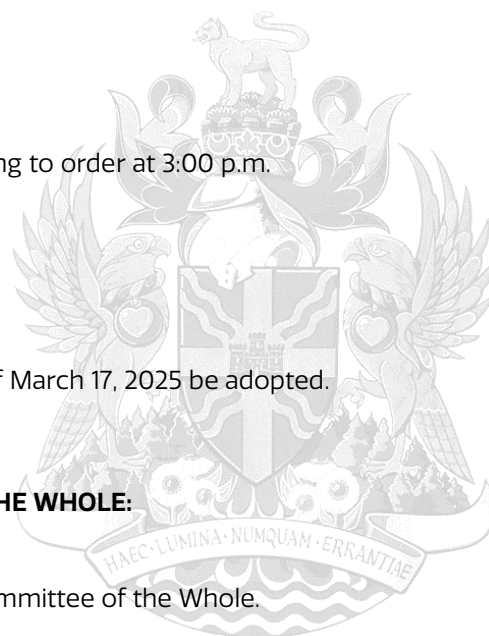 ng to order at 3:00 p.m.
f March 17, 2025 be adopted.
HE WHOLE:
HAEC·LUMINA·NUMQUAM·ERRANTIAE
mmittee of the Whole.